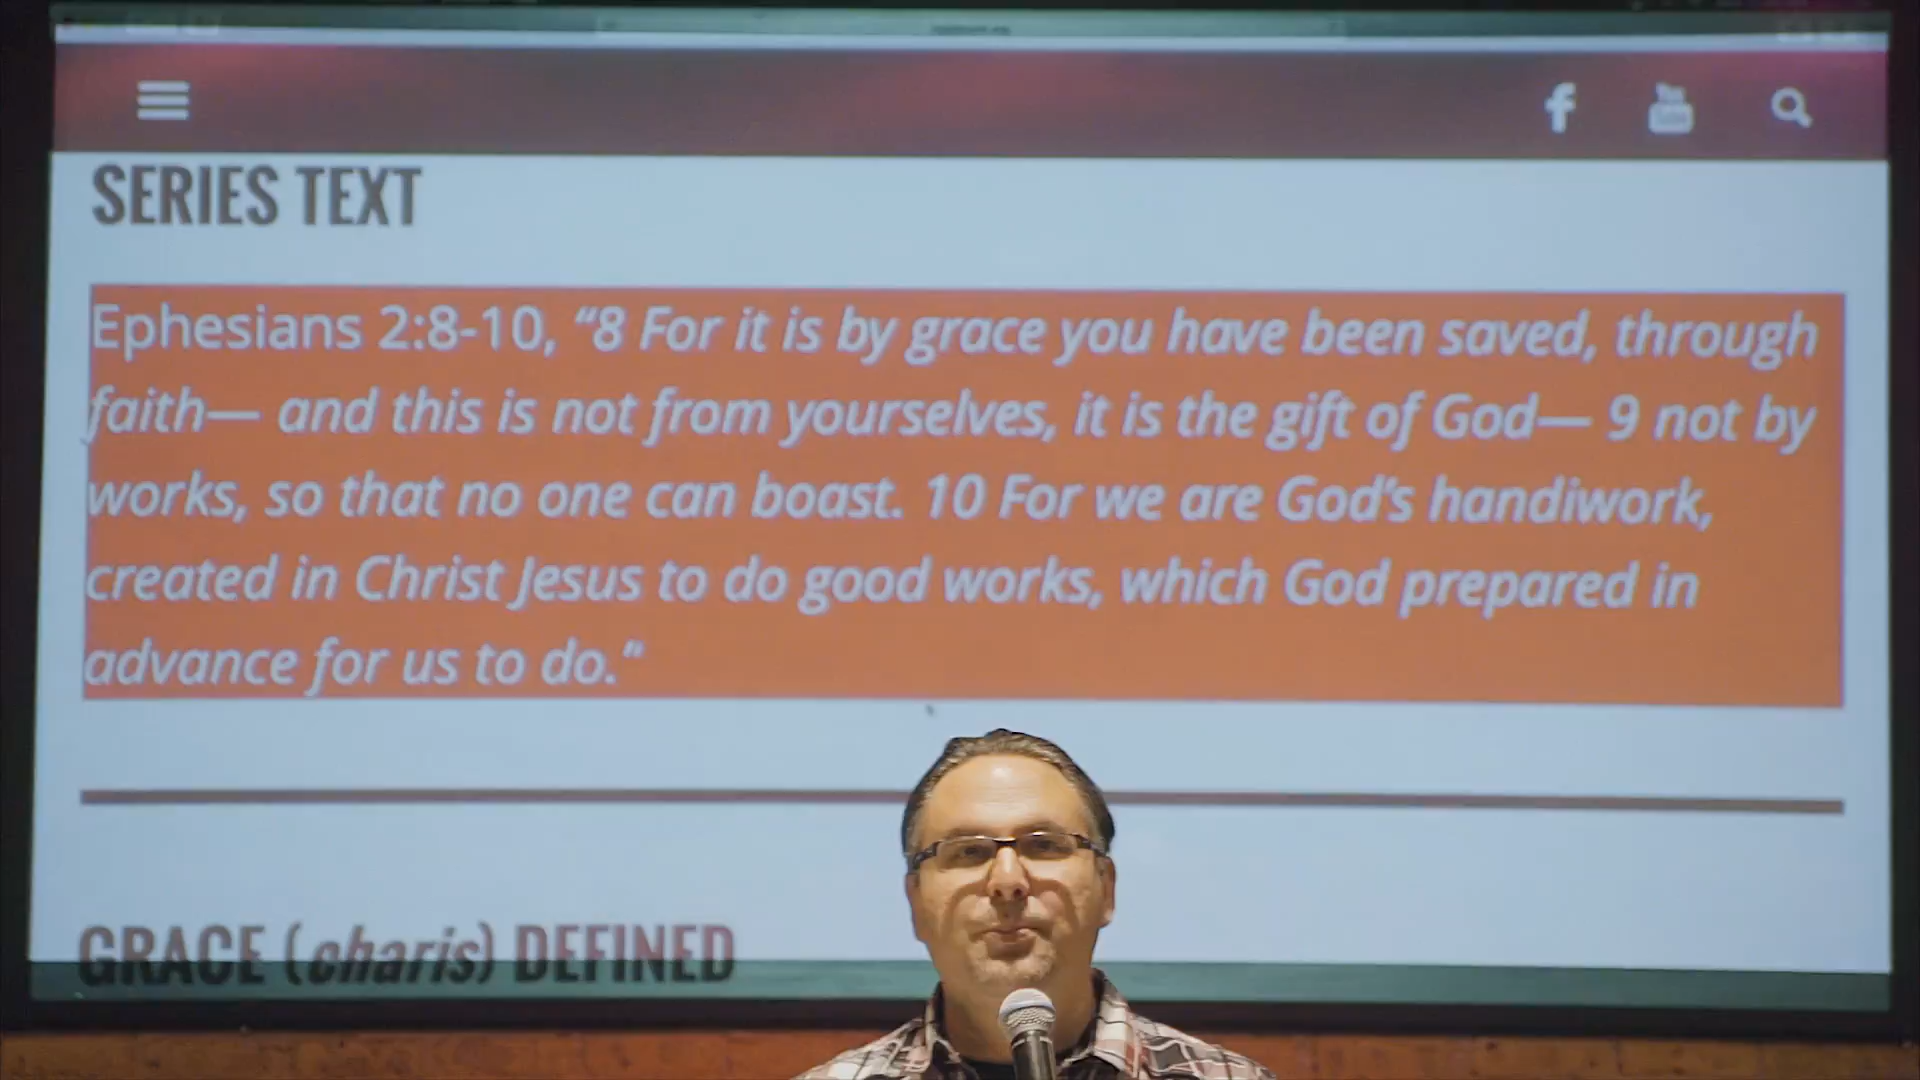 SERIES TEXT
Ephesians 2:8-10, “8 For it is by grace you have been saved, through
faith— and this is not from yourselves, it is the gift of God— 9 not by
works, so that no one can boast. 10 For we are God’s handiwork,
created in Christ Jesus to do good works, which God prepared in
advance for us to do.”
GRACE (charis) DEFINED